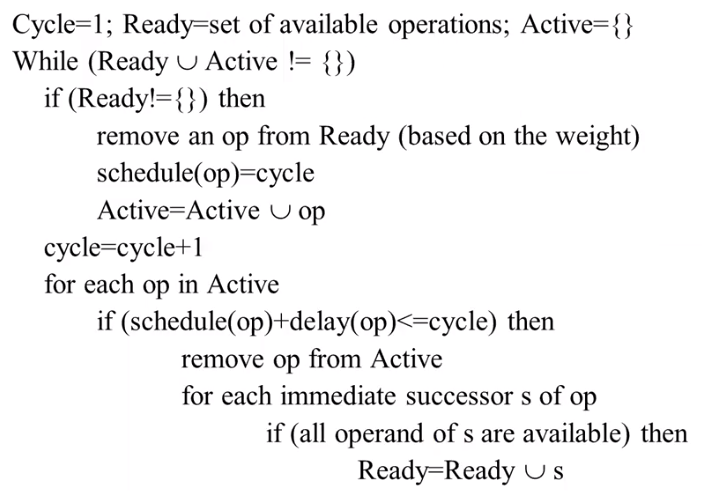 Cycle=1; Ready=set of available operations; Active={}
While (Ready ∪ Active != {})
if (Ready!={}) then
remove an op from Ready (based on the weight)
schedule(op)=cycle
Active=Active ∪ op
cycle=cycle+1
for each op in Active
if (schedule(op)+delay(op)<=cycle) then
remove op from Active
for each immediate successor s of op
if (all operand of s are available) then
Ready=Ready ∪ s